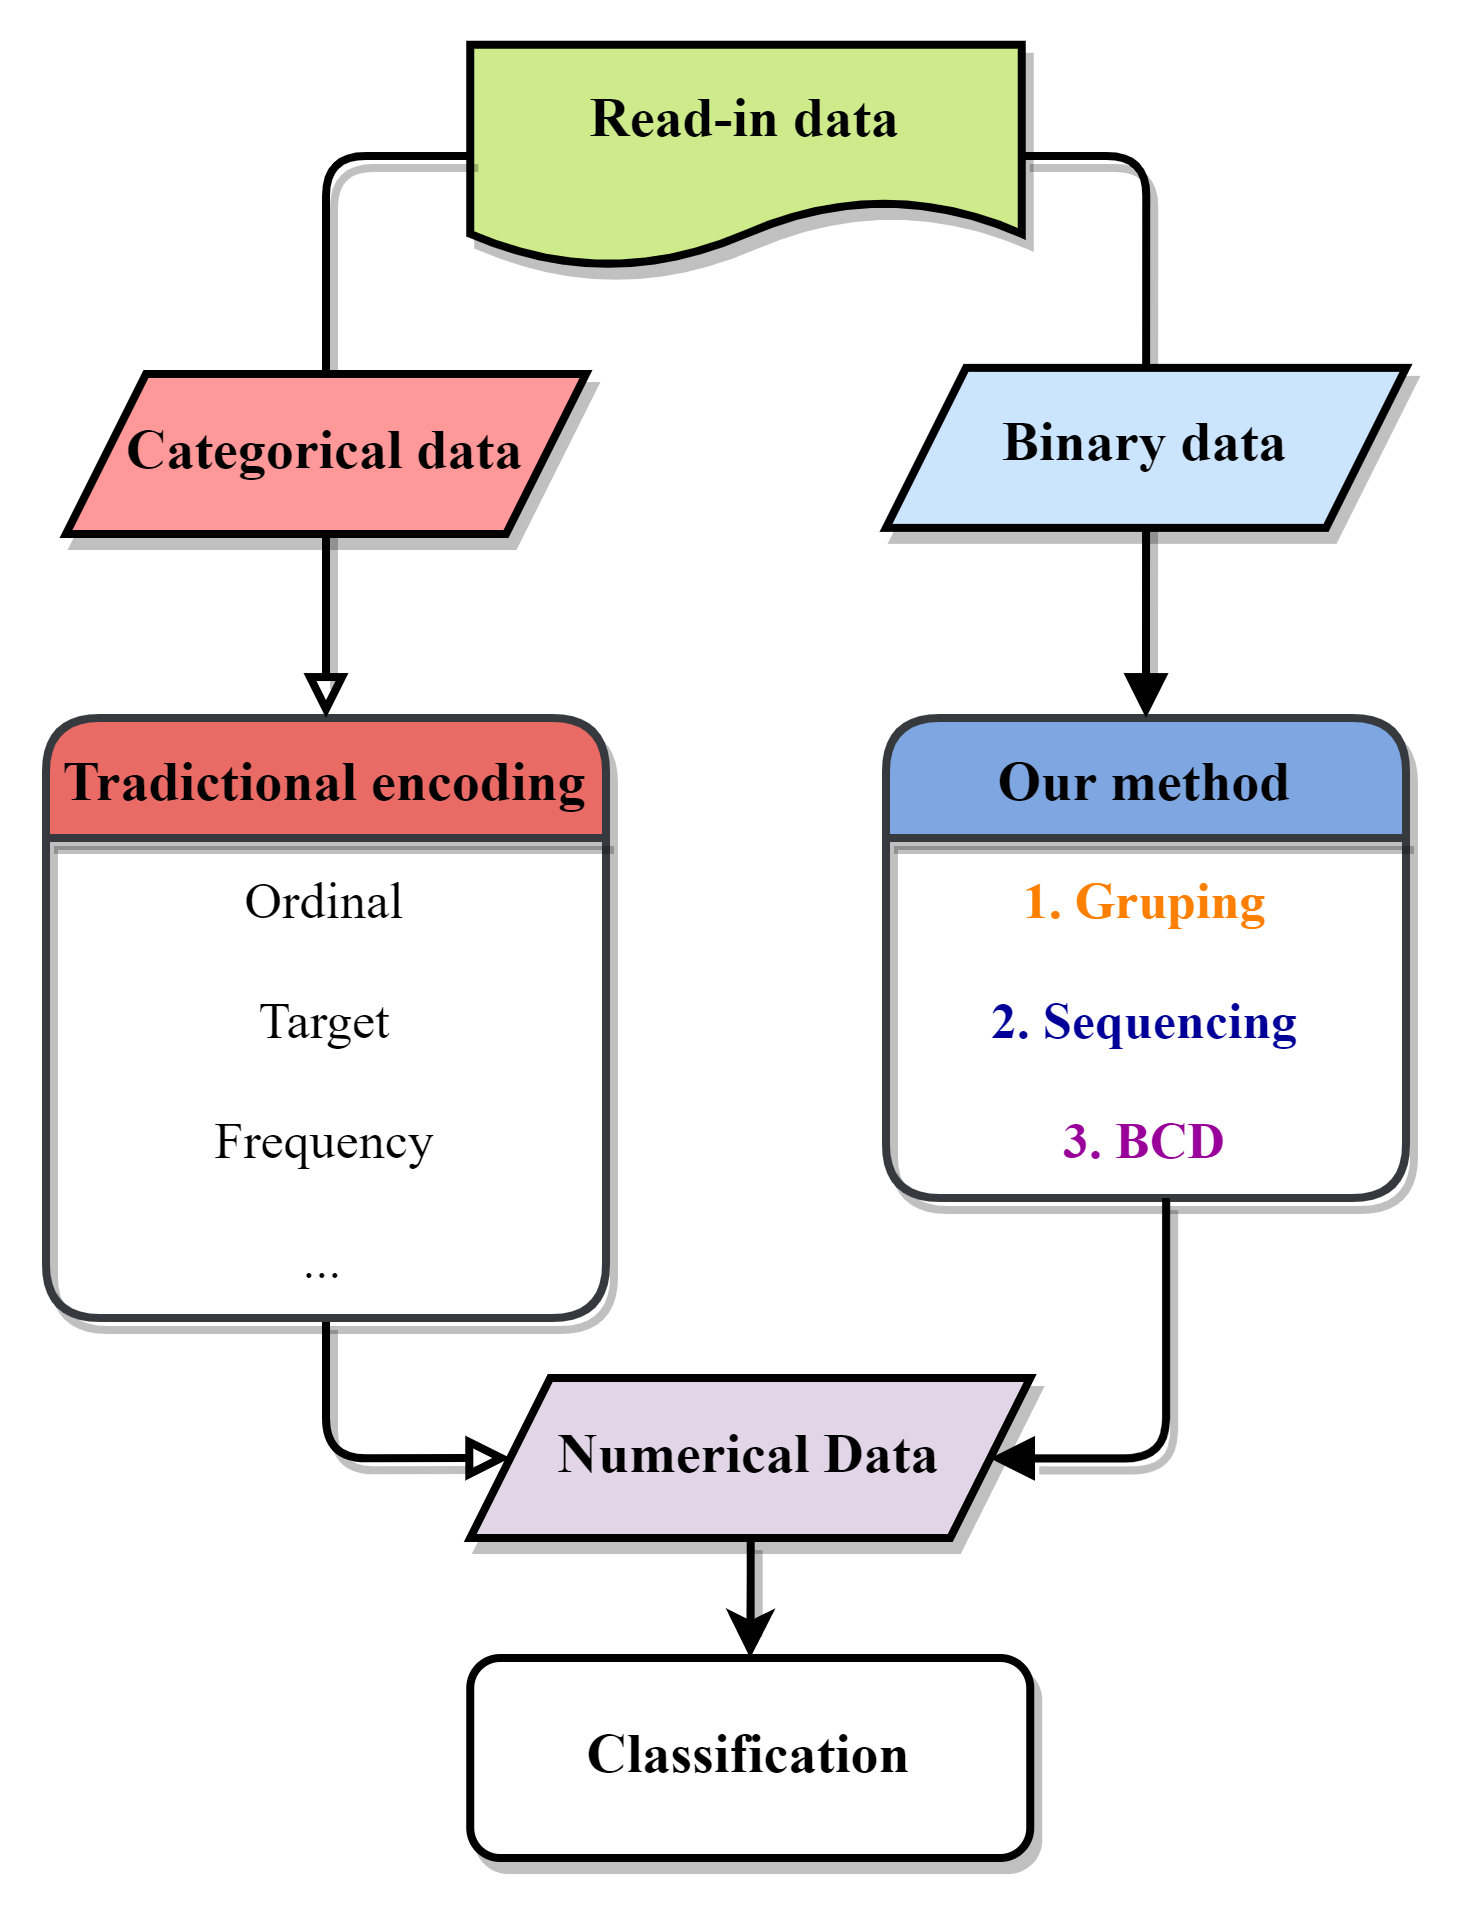 Read-in data
Categorical data
Binary data
Tradictional encoding
Ordinal
Target
Frequency
...
Our method
1. Gruping
2. Sequencing
3. BCD
Numerical Data
Classification